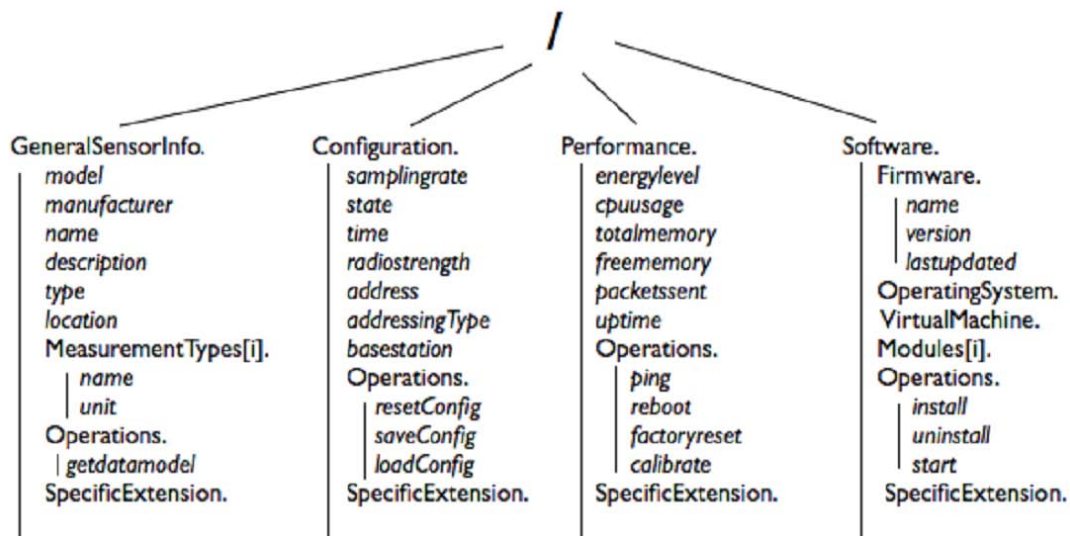 /
GeneralSensorInfo.
model
manufacturer
name
description
type
location
MeasurementTypes[i].
name
unit
Operations.
getdatamodel
SpecificExtension.
Configuration.
samplingrate
state
time
radiostrength
address
addressingType
basestation
Operations.
resetConfig
saveConfig
loadConfig
SpecificExtension.
Performance.
energylevel
cpuusage
totalmemory
freememory
packetssent
uptime
Operations.
ping
reboot
factoryreset
calibrate
SpecificExtension.
Software.
Firmware.
name
version
lastupdated
OperatingSystem.
VirtualMachine.
Modules[i].
Operations.
install
uninstall
start
SpecificExtension.